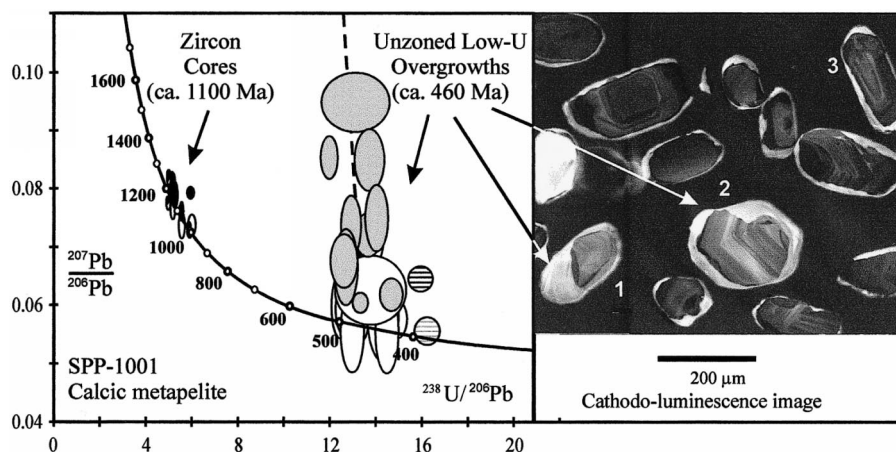 Zircon
Cores
(ca. 1100 Ma)
Unzoned Low-U
Overgrowths
(ca. 460 Ma)
0.10
0.08
0.06
0.04
207Pb
206Pb
1600
1400
1200
1000
800
600
500
400
SPP-1001
Calcic metapelite
238 U/ 206Pb
0
4
8
12
16
20
1
2
3
200 µm
Cathodo-luminescence image